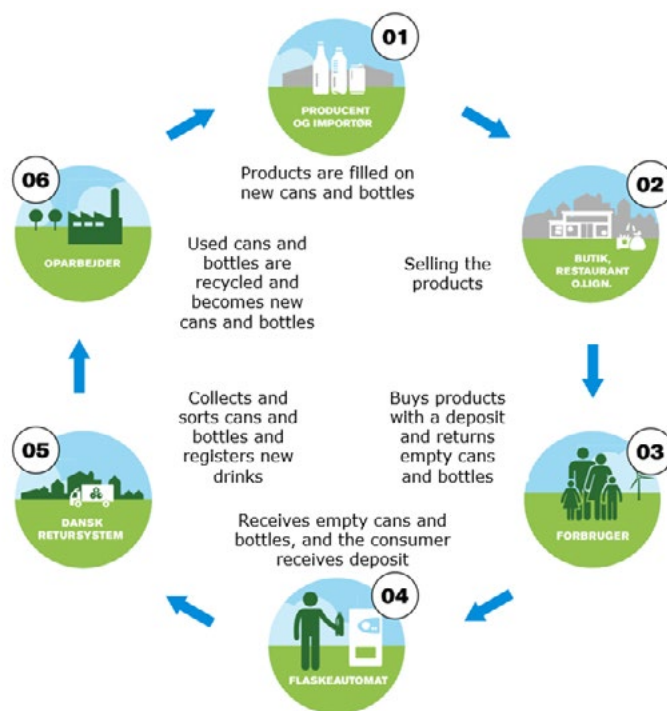 01
PRODUCENT
OG IMPORTØR
Products are filled on
new cans and bottles
02
BUTIK,
RESTAURANT
O.LIGN.
Selling the
products
03
FORBRUGER
Buys products
with a deposit
and returns
empty cans
and bottles
04
FLASKEAUTOMAT
Receives empty cans and
bottles, and the consumer
receives deposit
05
DANSK
RETURSYSTEM
Collects and
sorts cans and
bottles and
registers new
drinks
06
OPARBEJDER
Used cans and
bottles are
recycled and
becomes new
cans and bottles